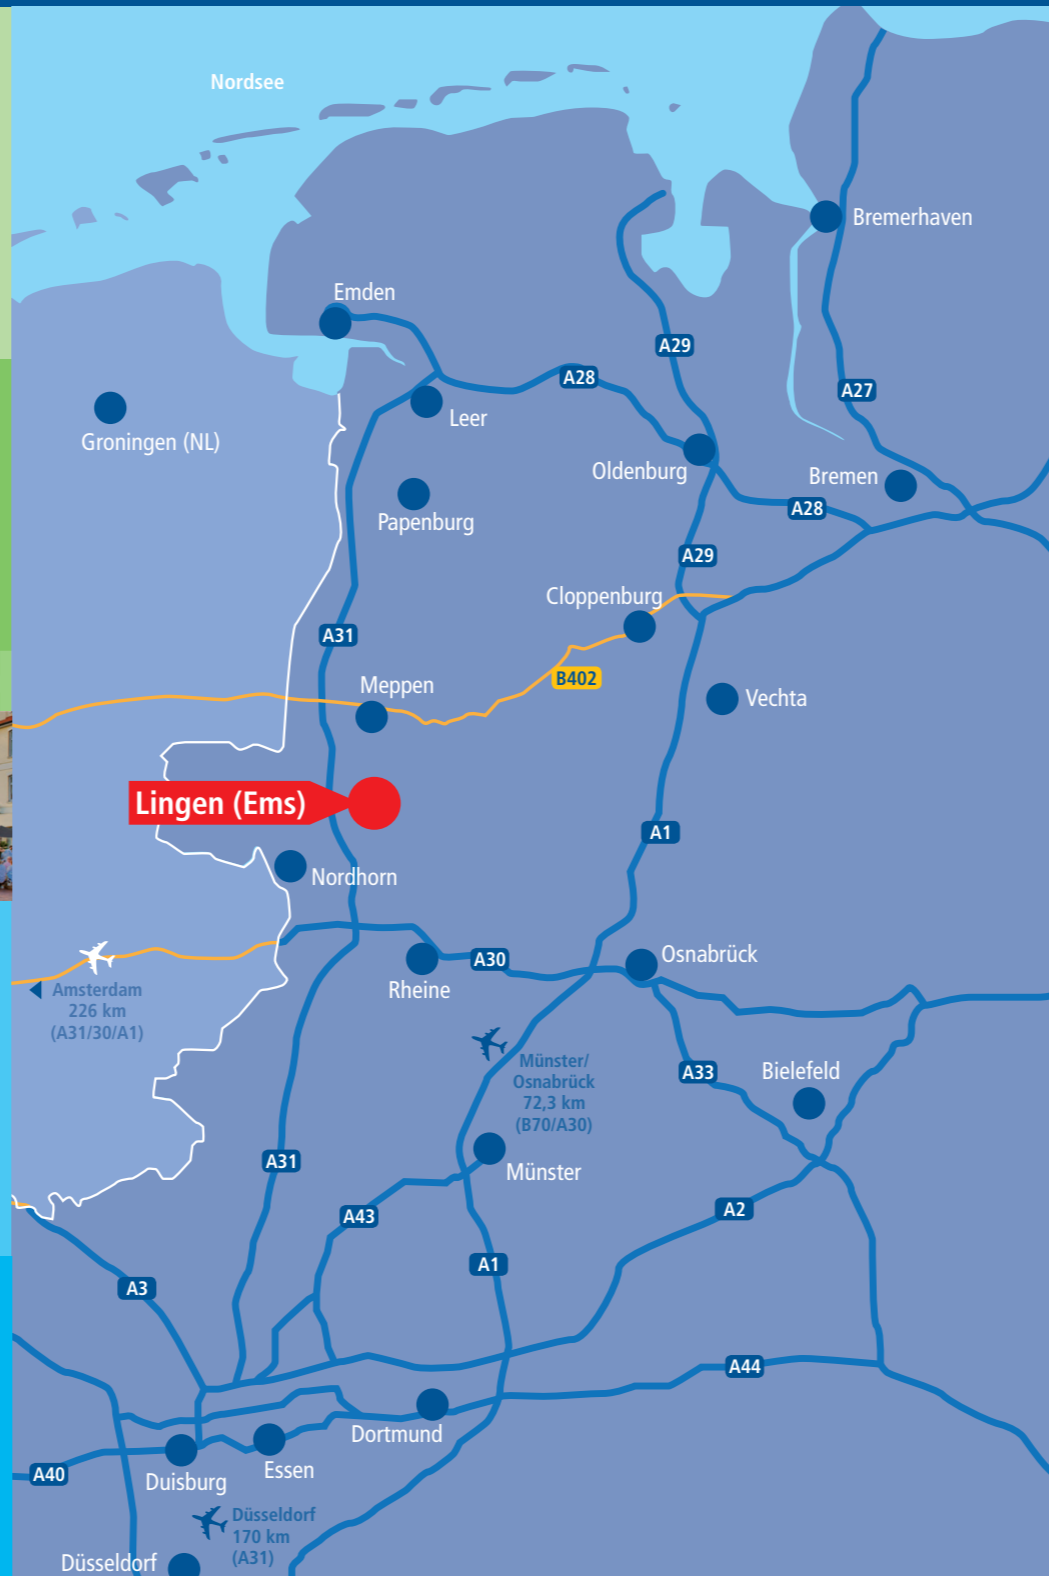 Nordsee
Bremerhaven
Emden
A29
A28
A27
Leer
Groningen (NL)
Oldenburg
Bremen
A28
Papenburg
A29
Cloppenburg
A31
B402
Meppen
Vechta
Lingen (Ems)
A1
Nordhorn
Osnabrück
A30
Rheine
Amsterdam
226 km
(A31/30/A1)
Münster/
Osnabrück
72,3 km
(B70/A30)
A33
Bielefeld
A31
Münster
A43
A2
A1
A3
A44
Dortmund
Essen
A40
Duisburg
Düsseldorf
170 km
(A31)
Düsseldorf